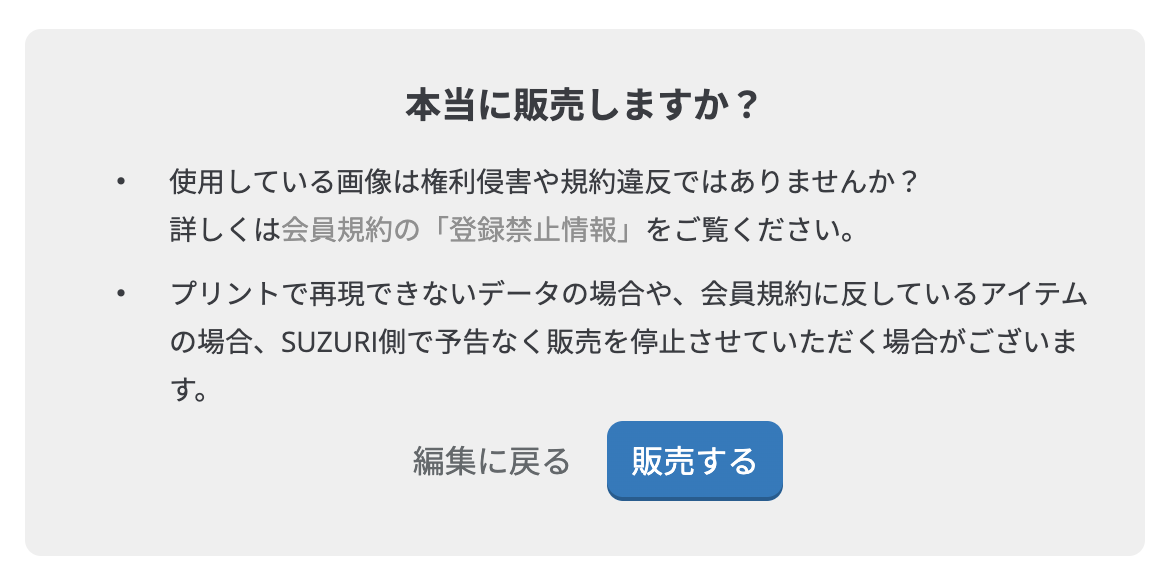 本当に販売しますか？
・ 使用している画像は権利侵害や規約違反ではありませんか？
詳しくは会員規約の「登録禁止情報」をご覧ください。
・ プリントで再現できないデータの場合や、会員規約に反しているアイテム
の場合、SUZURI側で予告なく販売を停止させていただく場合がございま
す。
編集に戻る 販売する